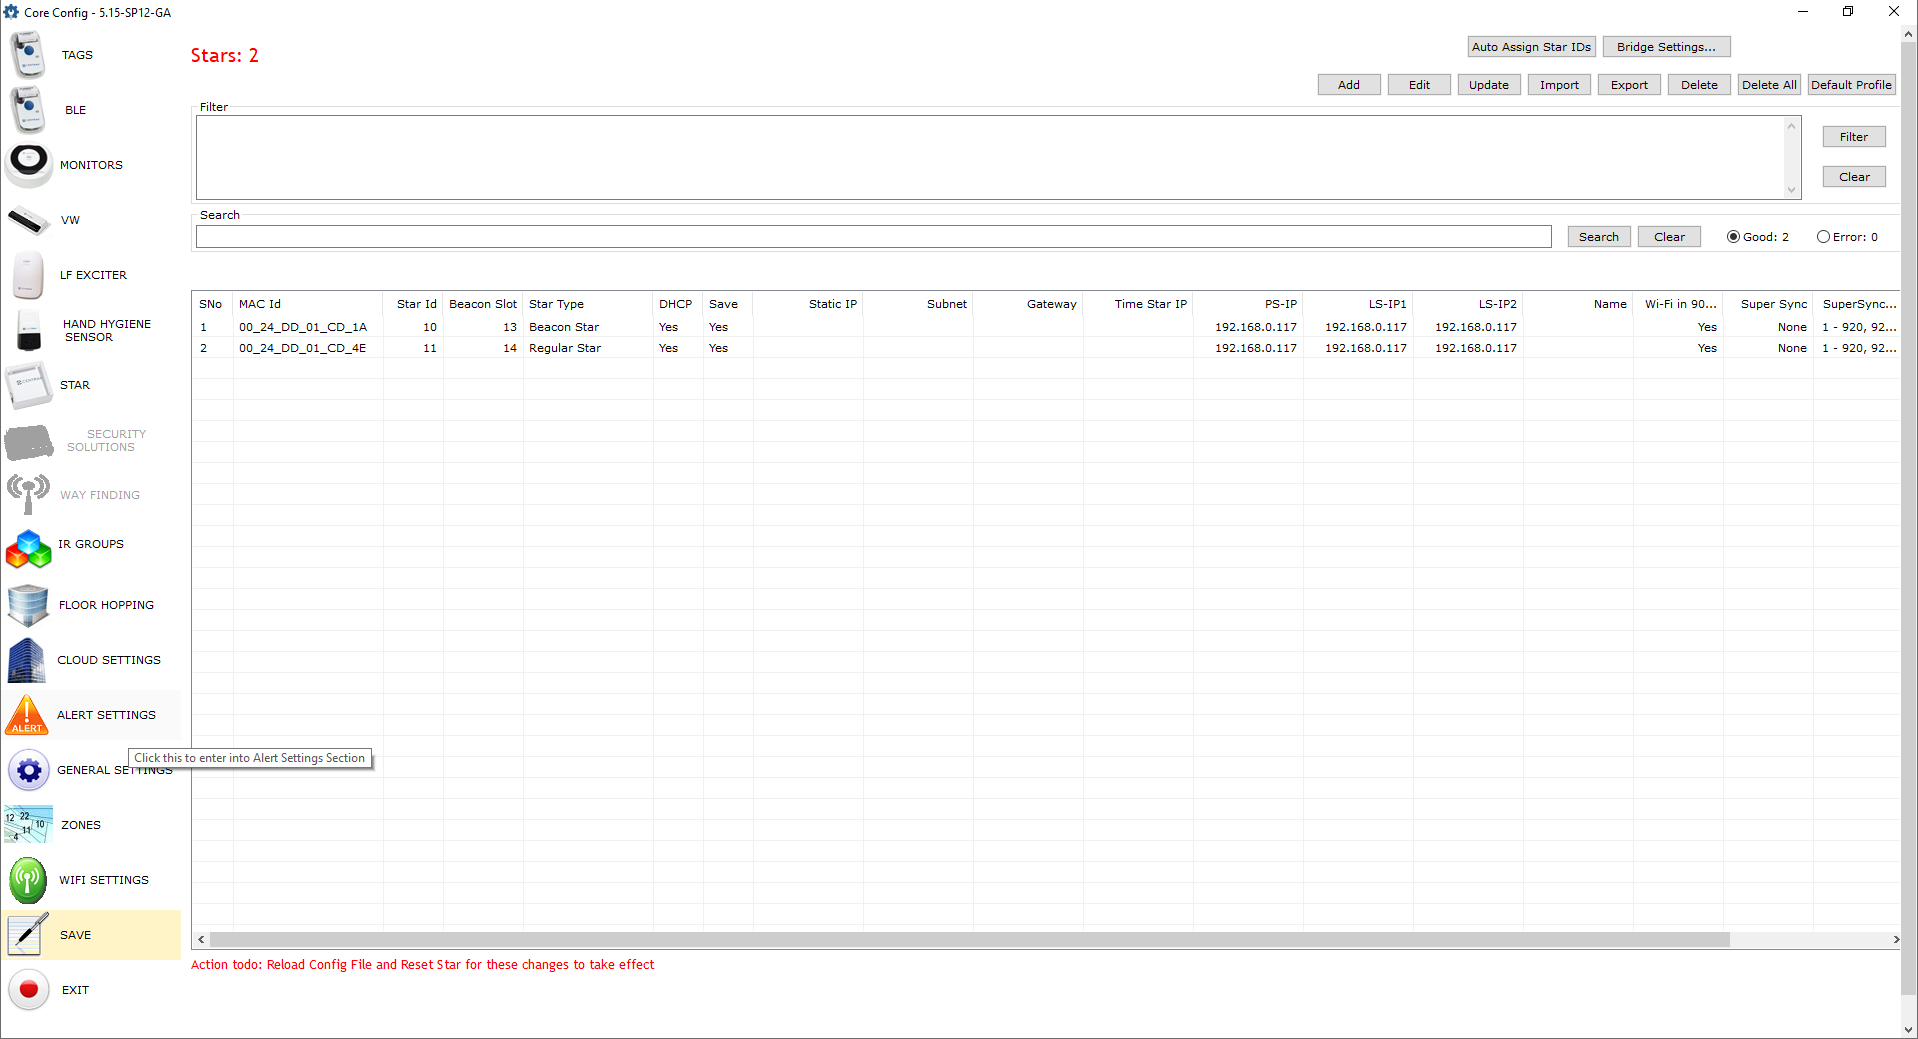 Core Config - 5.15-SP12-GA
TAGS
BLE
MONITORS
VW
LF EXCITER
HAND HYGIENE
SENSOR
STAR
SECURITY
SOLUTIONS
WAY FINDING
IR GROUPS
FLOOR HOPPING
CLOUD SETTINGS
ALERT
ALERT SETTINGS
Click this to enter into Alert Settings Section
GENERAL SETTINGS
12 22 10 11 4
ZONES
WIFI SETTINGS
SAVE
EXIT
Stars: 2
Auto Assign Star IDs Bridge Settings...
Add Edit Update Import Export Delete Delete All Default Profile
Filter
Filter
Clear
Search
Search Clear Good: 2 Error: 0
SNo MAC Id Star Id Beacon Slot Star Type DHCP Save Static IP Subnet Gateway Time Star IP PS-IP LS-IP1 LS-IP2 Name Wi-Fi in 90... Super Sync SuperSync...
1 00_24_DD_01_CD_1A 10 13 Beacon Star Yes Yes 192.168.0.117 192.168.0.117 192.168.0.117 Yes None 1 - 920, 92...
2 00_24_DD_01_CD_4E 11 14 Regular Star Yes Yes 192.168.0.117 192.168.0.117 192.168.0.117 Yes None 1 - 920, 92...
Action todo: Reload Config File and Reset Star for these changes to take effect